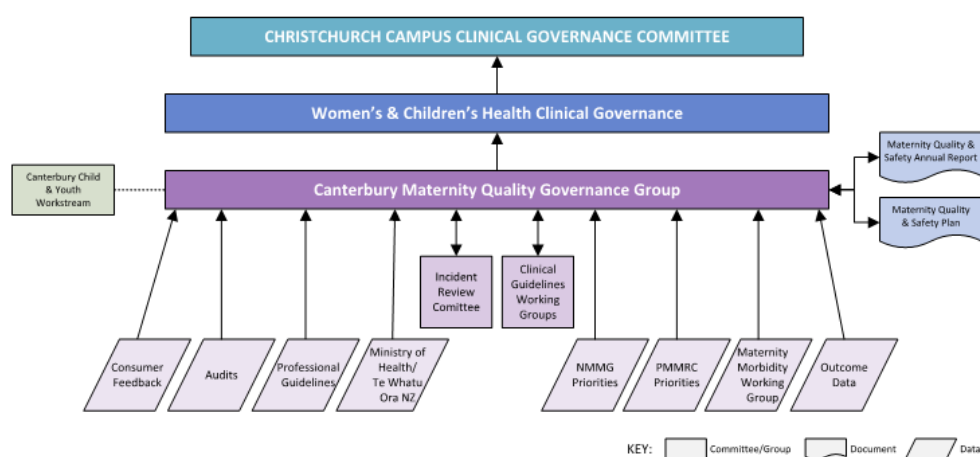 CHRISTCHURCH CAMPUS CLINICAL GOVERNANCE COMMITTEE
Women's & Children's Health Clinical Governance
Canterbury Child
& Youth
Workstream
Canterbury Maternity Quality Governance Group
Maternity Quality &
Safety Annual Report
Maternity Quality
& Safety Plan
Incident
Review
Comittee
Clinical
Guidelines
Working
Groups
Consumer
Feedback
Audits
Professional
Guidelines
Ministry of
Health/
Te Whatu
Ora NZ
NMMG
Priorities
PMMRC
Priorities
Maternity
Morbidity
Working
Group
Outcome
Data
KEY:
Committee/Group
Document
Data